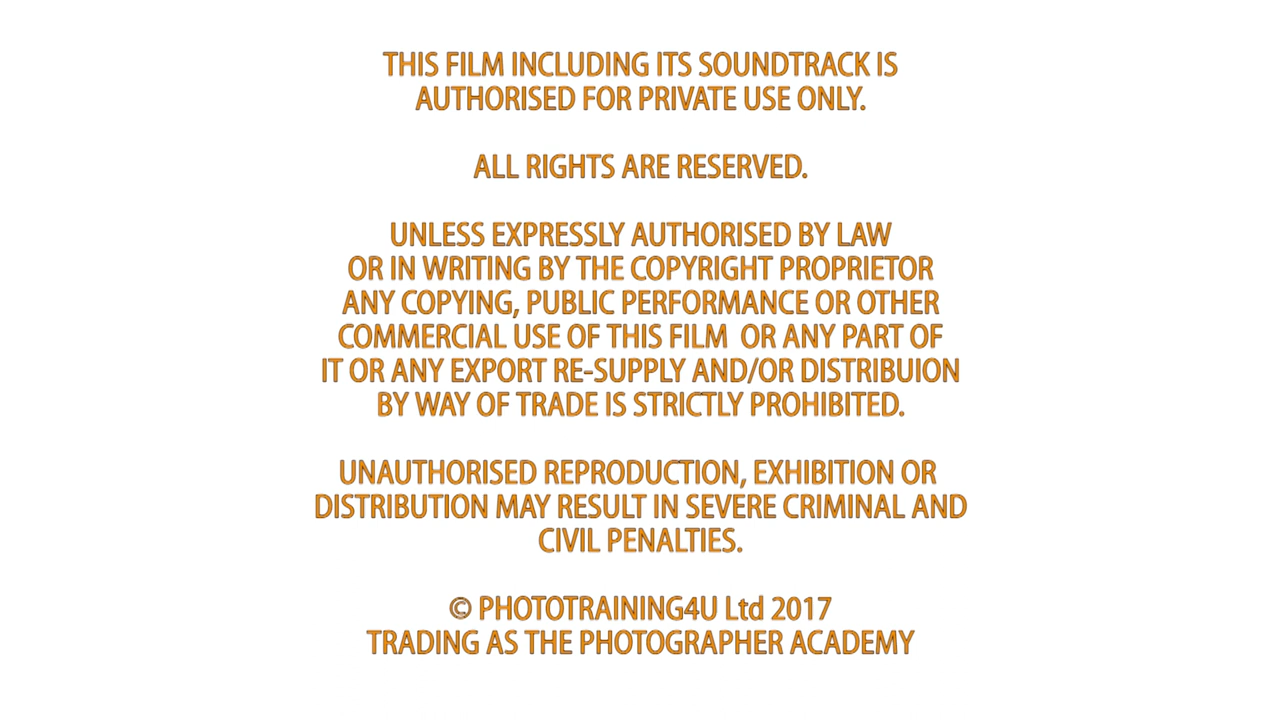 THIS FILM INCLUDING ITS SOUNDTRACK IS
AUTHORISED FOR PRIVATE USE ONLY.
ALL RIGHTS ARE RESERVED.
UNLESS EXPRESSLY AUTHORISED BY LAW
OR IN WRITING BY THE COPYRIGHT PROPRIETOR
ANY COPYING, PUBLIC PERFORMANCE OR OTHER
COMMERCIAL USE OF THIS FILM  OR ANY PART OF
IT OR ANY EXPORT RE-SUPPLY AND/OR DISTRIBUION
BY WAY OF TRADE IS STRICTLY PROHIBITED.
UNAUTHORISED REPRODUCTION, EXHIBITION OR
DISTRIBUTION MAY RESULT IN SEVERE CRIMINAL AND
CIVIL PENALTIES.
© PHOTOTRAINING4U Ltd 2017
TRADING AS THE PHOTOGRAPHER ACADEMY